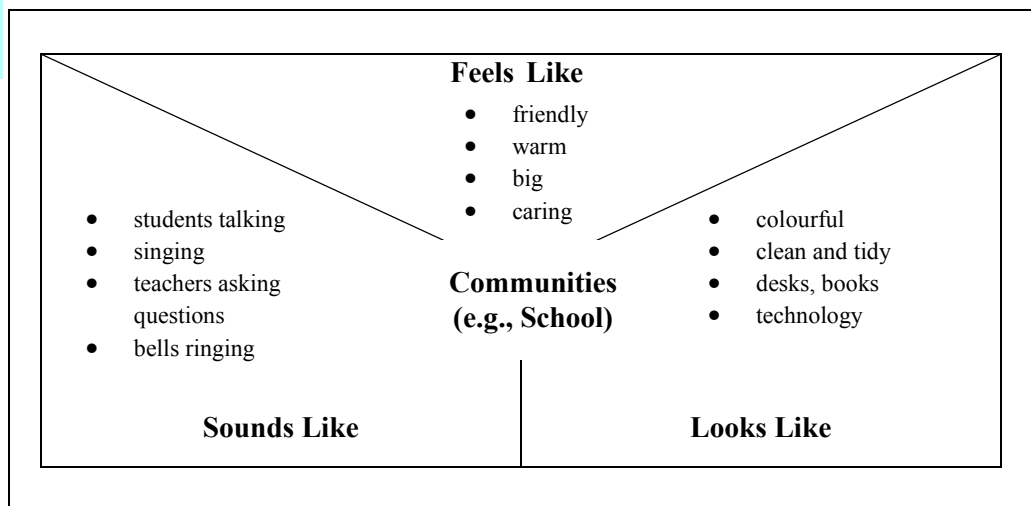 Feels Like
• friendly
• warm
• big
• caring
• students talking
• singing
• teachers asking
questions
• bells ringing
Communities
(e.g., School)
• colourful
• clean and tidy
• desks, books
• technology
Sounds Like
Looks Like